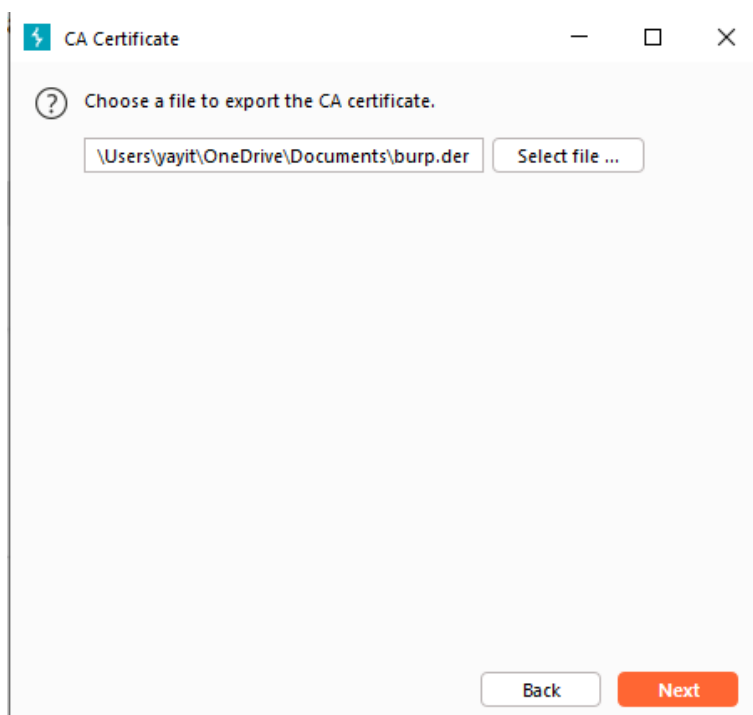 CA Certificate
Choose a file to export the CA certificate.
\Users\yayit\OneDrive\Documents\burp.der Select file ...
Back Next